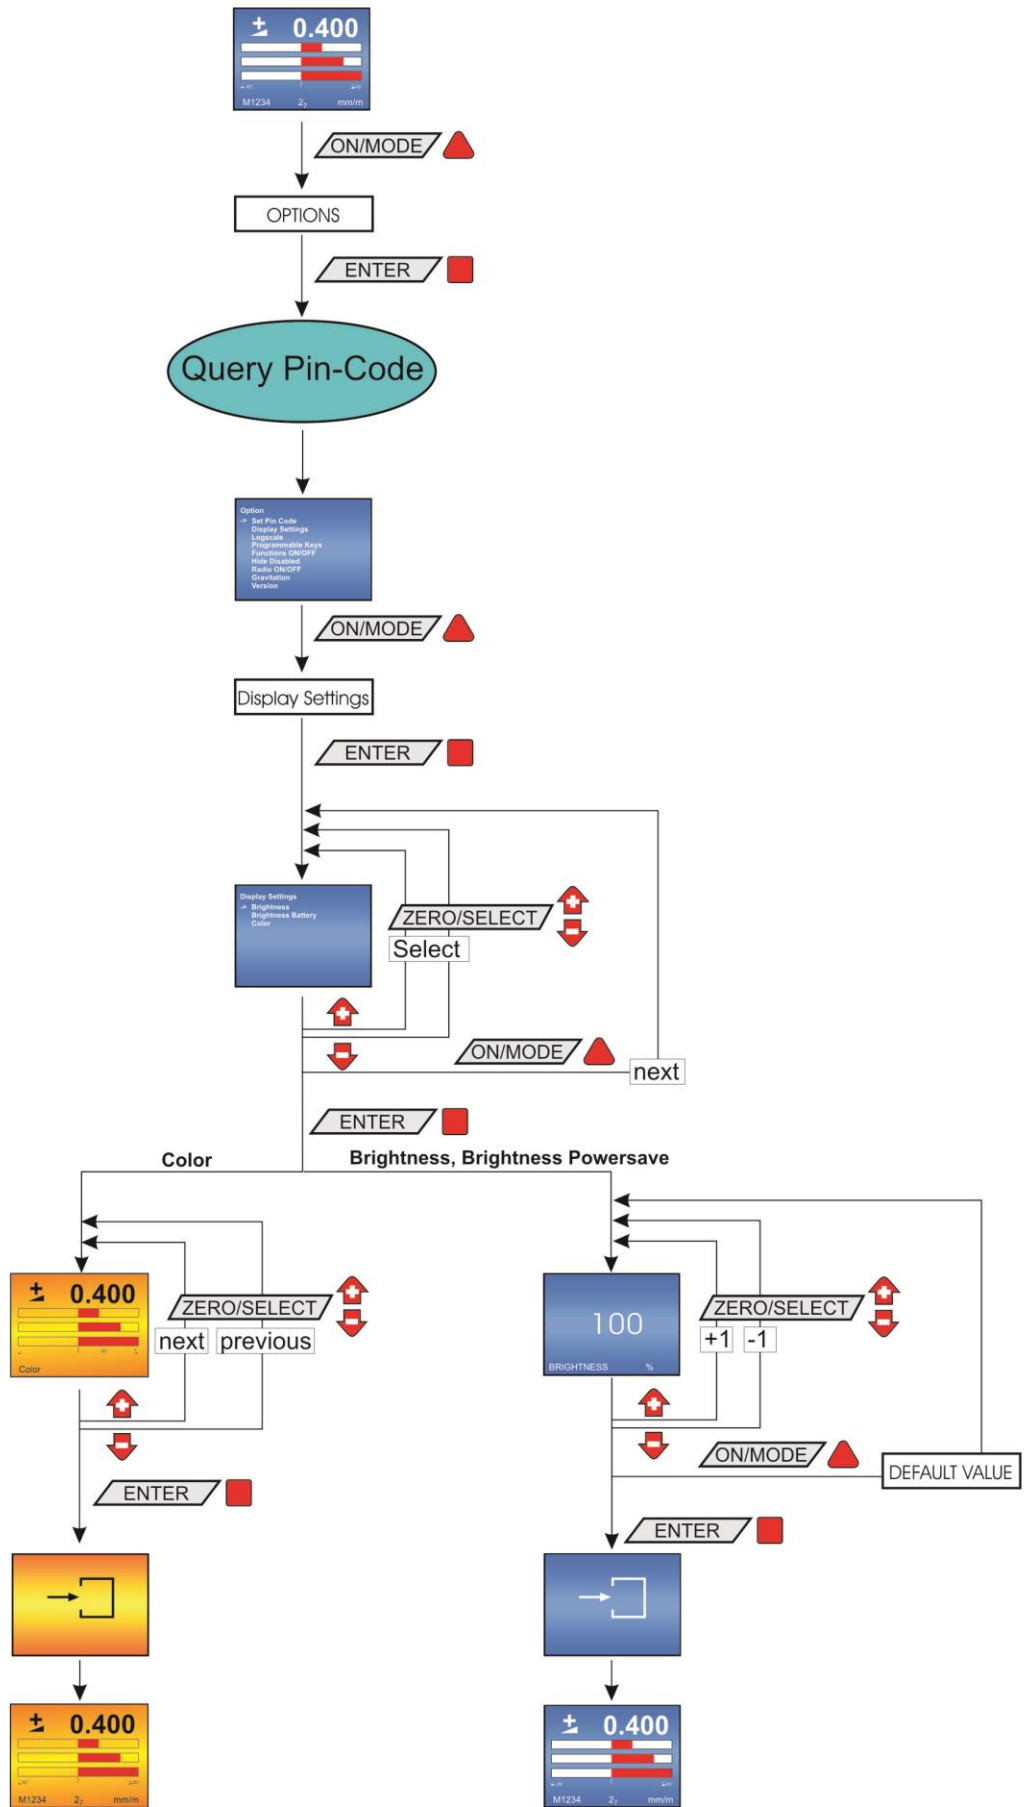 ± 0.400
M1234 2₇ mm/m
ON/MODE
OPTIONS
ENTER
Query Pin-Code
Option
-> Set Pin Code
Display Settings
Logscale
Programmable Keys
Functions ON/OFF
Hide Disabled
Radio ON/OFF
Gravitation
Version
ON/MODE
Display Settings
ENTER
Display Settings
-> Brightness
Brightness Battery
Color
ZERO/SELECT
Select
ON/MODE
next
ENTER
Color
Brightness, Brightness Powersave
± 0.400
Color
ZERO/SELECT
next previous
100
BRIGHTNESS %
ZERO/SELECT
+1 -1
ON/MODE
DEFAULT VALUE
ENTER
ENTER
± 0.400
M1234 2₇ mm/m
± 0.400
M1234 2₇ mm/m